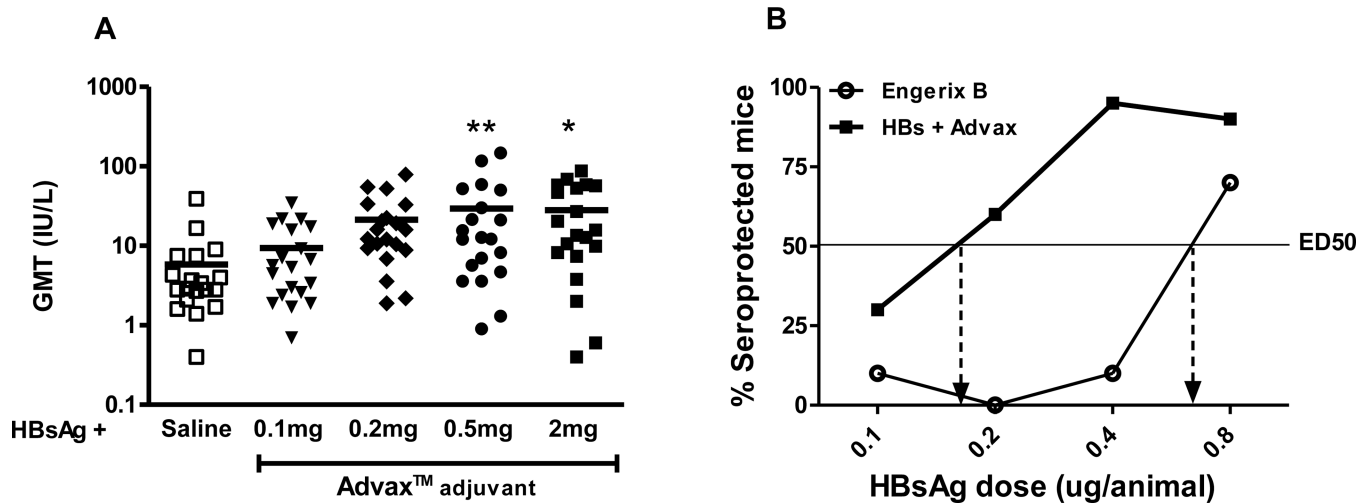 A
1000
100
10
1
0.1
GMT (IU/L)
** *
HBsAg + Saline 0.1mg 0.2mg 0.5mg 2mg
Advax™ adjuvant
B
100
75
50
25
0
% Seroprotected mice
Engerix B
HBs + Advax
ED50
0.1 0.2 0.4 0.8
HBsAg dose (ug/animal)